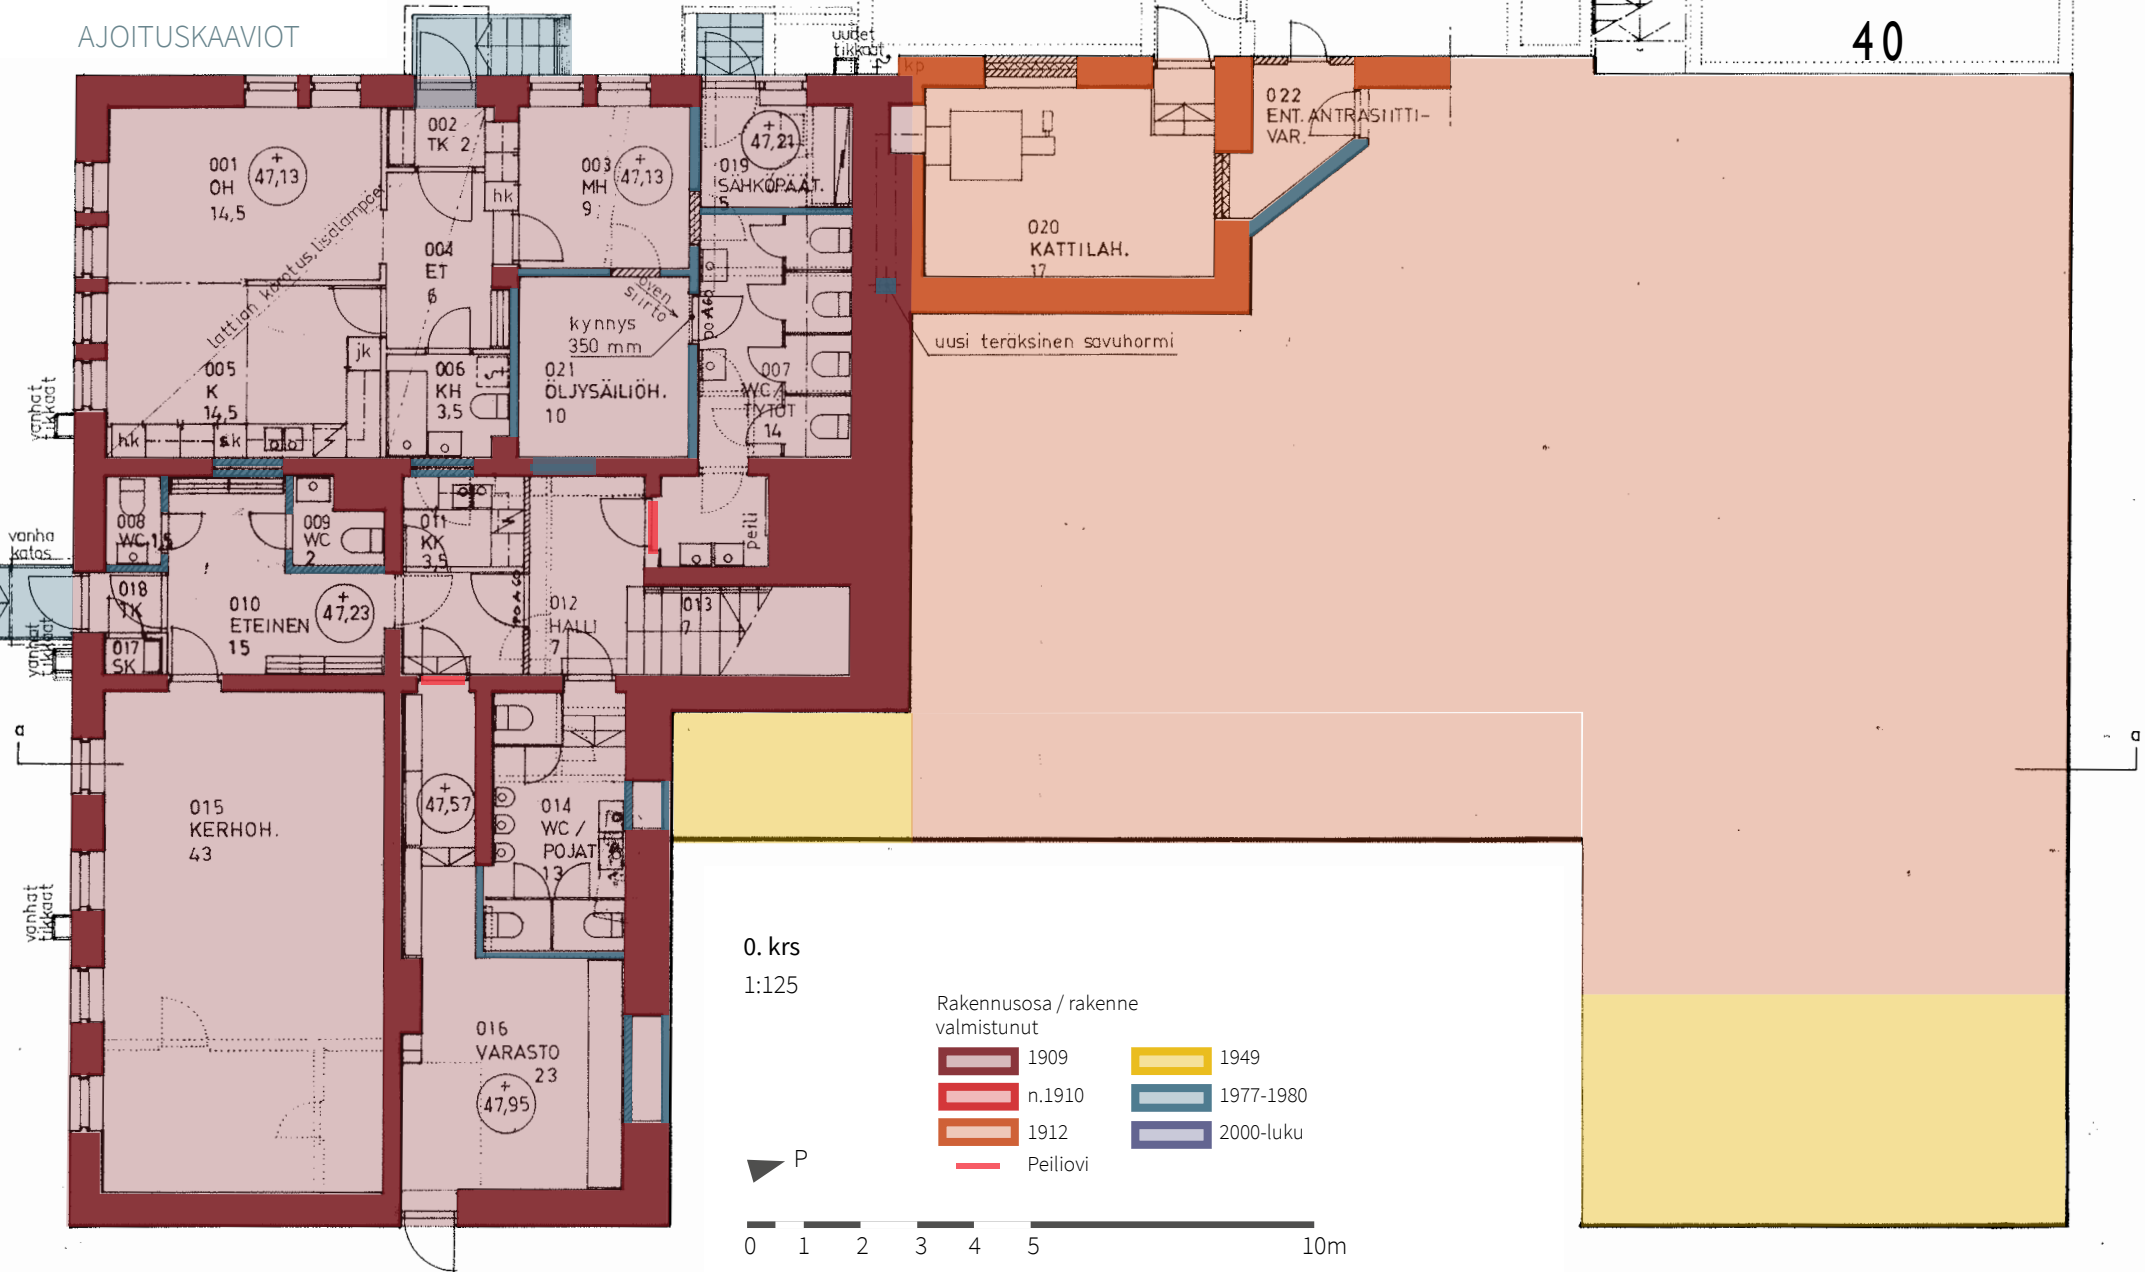 AJOITUSKAAVIOT
uudet
tikkaat
kp
40
001
OH
14,5
+
47,13
002
TK 2
hk
003
MH
9
+
47,13
+
47,21
019
SÄHKÖPÄÄT.
5
022
ENT. ANTRASIITTI-
VAR.
020
KATTILAH.
17
004
ET
6
lattian korotus, lisälämpöer.
oven
siirto
kynnys
350 mm
00 A60
uusi teräksinen savuhormi
005
K
14,5
jk
006
KH
3,5
021
ÖLJYSÄILIÖH.
10
007
WC/
TYTÖT
14
vanhat
tikkaat
hk
sk
008
WC 1,5
009
WC
2
011
KK
3,5
peili
vanha
katos
018
TK
017
SK
010
ETEINEN
15
+
47,23
012
HALLI
7
013
7
vanhat
tikkaat
a
a
015
KERHOH.
43
+
47,57
014
WC /
POJAT
13
vanhat
tikkaat
016
VARASTO
23
+
47,95
0. krs
1:125
Rakennusosa / rakenne
valmistunut
1909
1949
n.1910
1977-1980
1912
2000-luku
Peiliovi
P
0 1 2 3 4 5 10m